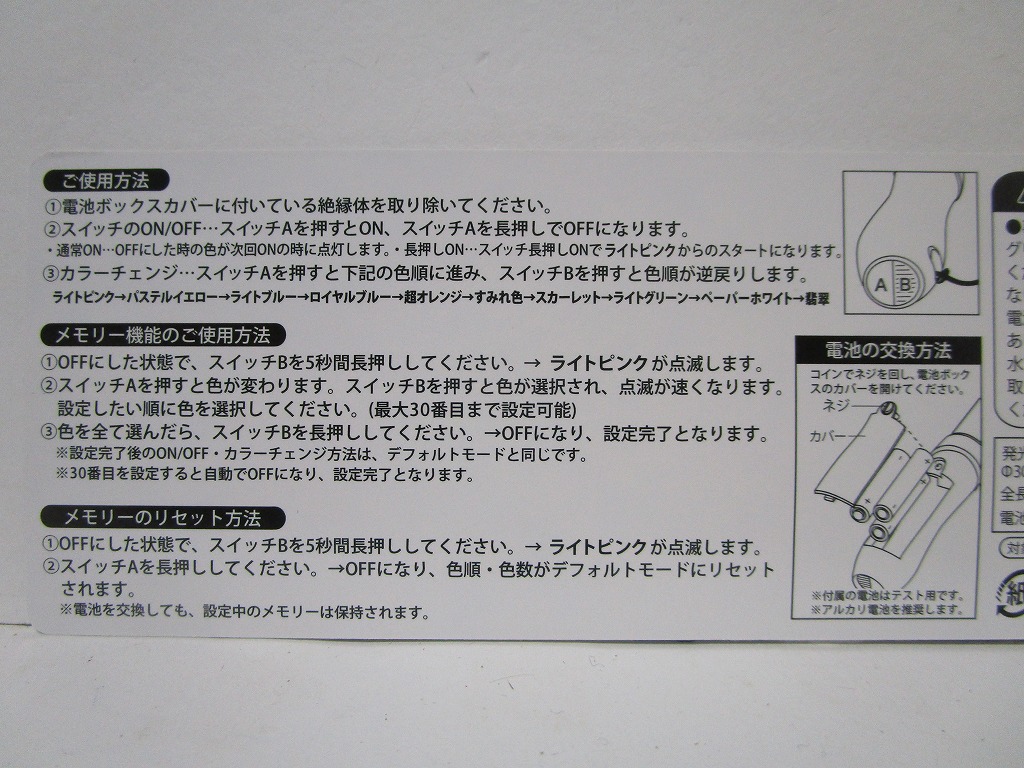 ご使用方法
①電池ボックスカバーに付いている絶縁体を取り除いてください。
②スイッチのON/OFF…スイッチAを押すとON、スイッチAを長押しでOFFになります。
・通常ON…OFFにした時の色が次回ONの時に点灯します。・長押しON…スイッチ長押しONでライトピンクからのスタートになります。
③カラーチェンジ…スイッチAを押すと下記の色順に進み、スイッチBを押すと色順が逆戻りします。
ライトピンク→パステルイエロー→ライトブルー→ロイヤルブルー→超オレンジ→すみれ色→スカーレット→ライトグリーン→ペーパーホワイト→翡翠
メモリー機能のご使用方法
①OFFにした状態で、スイッチBを5秒間長押ししてください。→ ライトピンクが点滅します。
②スイッチAを押すと色が変わります。スイッチBを押すと色が選択され、点滅が速くなります。
設定したい順に色を選択してください。(最大30番目まで設定可能)
③色を全て選んだら、スイッチBを長押ししてください。→OFFになり、設定完了となります。
※設定完了後のON/OFF・カラーチェンジ方法は、デフォルトモードと同じです。
※30番目を設定すると自動でOFFになり、設定完了となります。
メモリーのリセット方法
①OFFにした状態で、スイッチBを5秒間長押ししてください。→ ライトピンクが点滅します。
②スイッチAを長押ししてください。→OFFになり、色順・色数がデフォルトモードにリセット
されます。
※電池を交換しても、設定中のメモリーは保持されます。
A B
電池の交換方法
コインでネジを回し、電池ボック
スのカバーを開けてください。
ネジ
カバー
※付属の電池はテスト用です。
※アルカリ電池を推奨します。
グ
く
な
電
あ
水
取
く
発光
Φ30
全長
電池
対象
紙